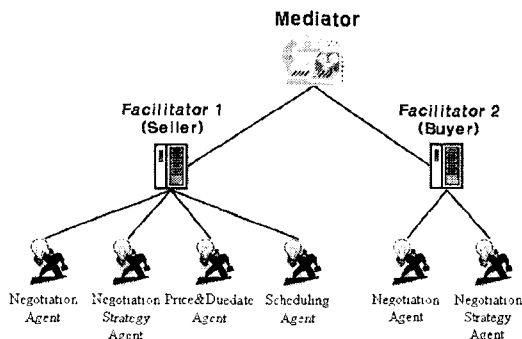 Mediator
Facilitator 1
(Seller)
Facilitator 2
(Buyer)
Negotiation
Agent
Negotiation
Strategy
Agent
Price&Duedate
Agent
Scheduling
Agent
Negotiation
Agent
Negotiation
Strategy
Agent